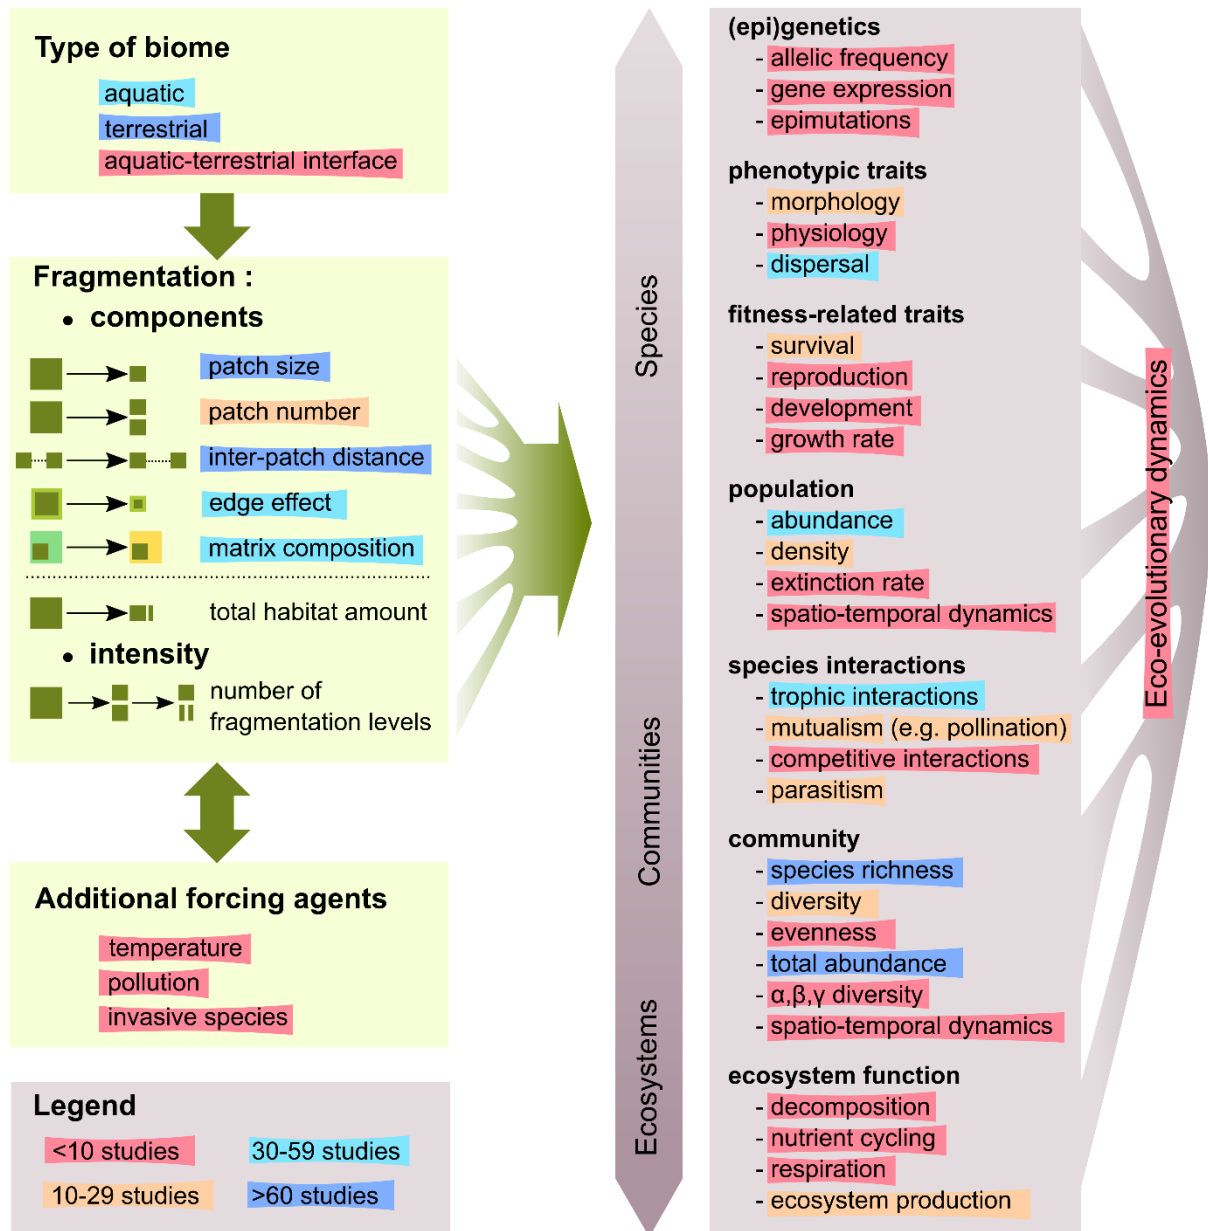 Type of biome
aquatic
terrestrial
aquatic-terrestrial interface
Fragmentation :
• components
patch size
patch number
inter-patch distance
edge effect
matrix composition
total habitat amount
• intensity
number of
fragmentation levels
Additional forcing agents
temperature
pollution
invasive species
Legend
<10 studies
30-59 studies
10-29 studies
>60 studies
Species
Communities
Ecosystems
(epi)genetics
- allelic frequency
- gene expression
- epimutations
phenotypic traits
- morphology
- physiology
- dispersal
fitness-related traits
- survival
- reproduction
- development
- growth rate
population
- abundance
- density
- extinction rate
- spatio-temporal dynamics
species interactions
- trophic interactions
- mutualism (e.g. pollination)
- competitive interactions
- parasitism
community
- species richness
- diversity
- evenness
- total abundance
- α,β,γ diversity
- spatio-temporal dynamics
ecosystem function
- decomposition
- nutrient cycling
- respiration
- ecosystem production
Eco-evolutionary dynamics